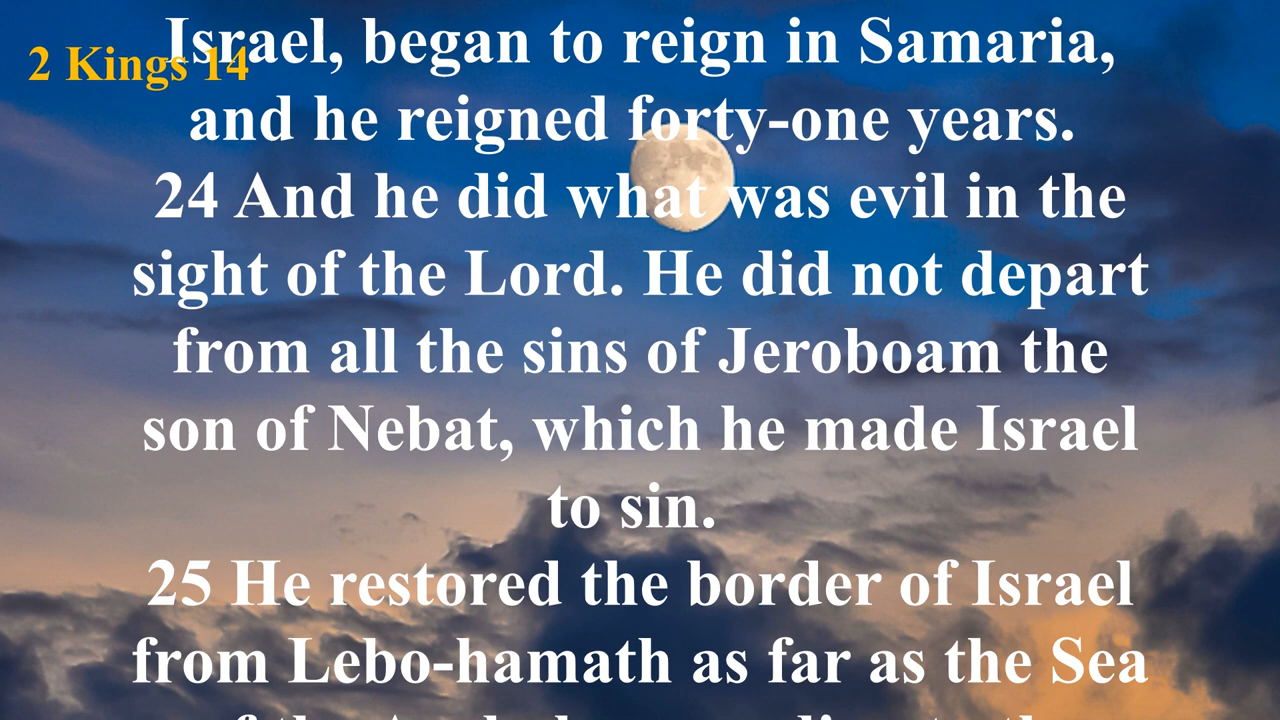 2 Kings 14
Israel, began to reign in Samaria,
and he reigned forty-one years.
24 And he did what was evil in the
sight of the Lord. He did not depart
from all the sins of Jeroboam the
son of Nebat, which he made Israel
to sin.
25 He restored the border of Israel
from Lebo-hamath as far as the Sea